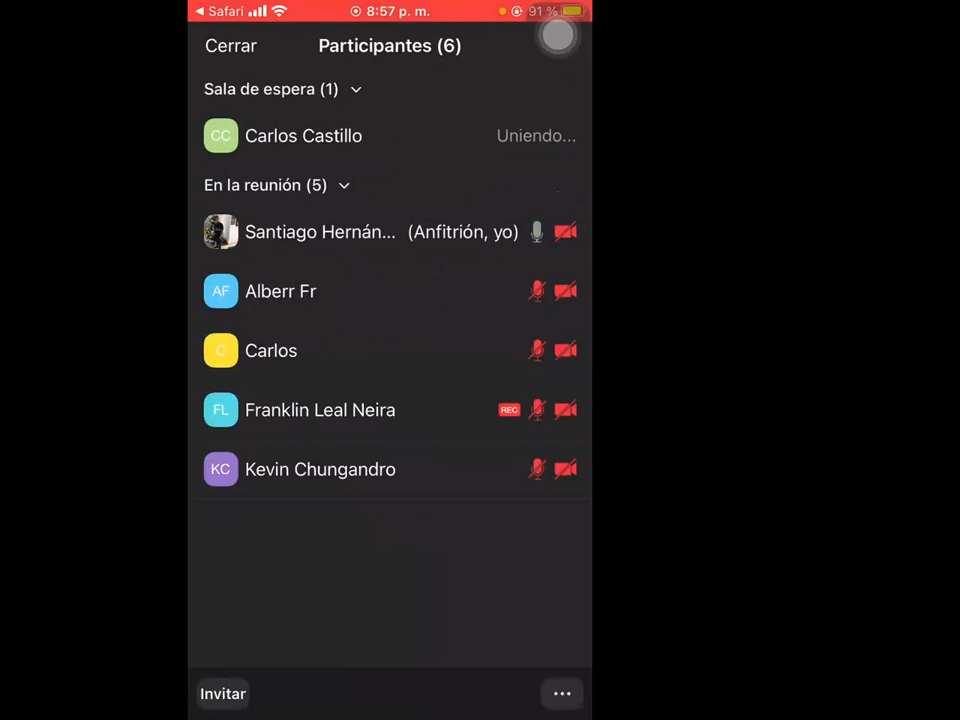 Safari 8:57 p. m. 91 %
Cerrar Participantes (6)
Sala de espera (1)
CC Carlos Castillo Uniendo...
En la reunión (5)
Santiago Hernán... (Anfitrión, yo)
AF Alberr Fr
C Carlos
FL Franklin Leal Neira REC
KC Kevin Chungandro
Invitar ...